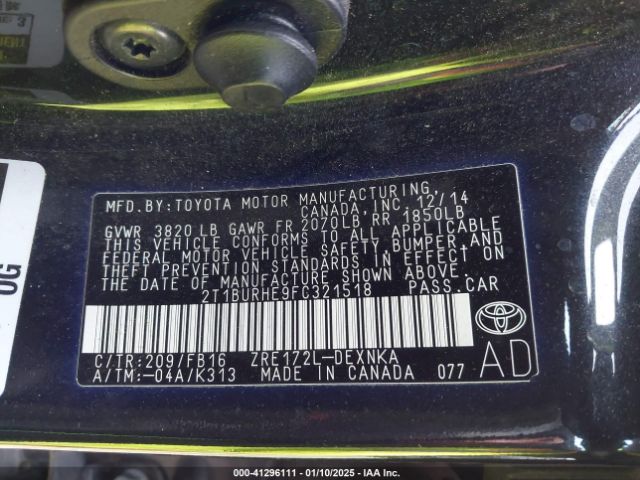 MFD.BY:TOYOTA MOTOR MANUFACTURING,
CANADA, INC. 12/14
GVWR 3820 LB GAWR FR 2070LB,RR 1850LB
THIS VEHICLE CONFORMS TO ALL APPLICABLE
FEDERAL MOTOR VEHICLE SAFETY, BUMPER,AND
THEFT PREVENTION STANDARDS IN EFFECT ON
THE DATE OF MANUFACTURE SHOWN ABOVE.
2T1BURHE9FC321518 PASS.CAR
C/TR:209/FB16 ZRE172L-DEXNKA
A/TM:-04A/K313 MADE IN CANADA 077
AD
OG
000-41296111 - 01/10/2025 - IAA Inc.